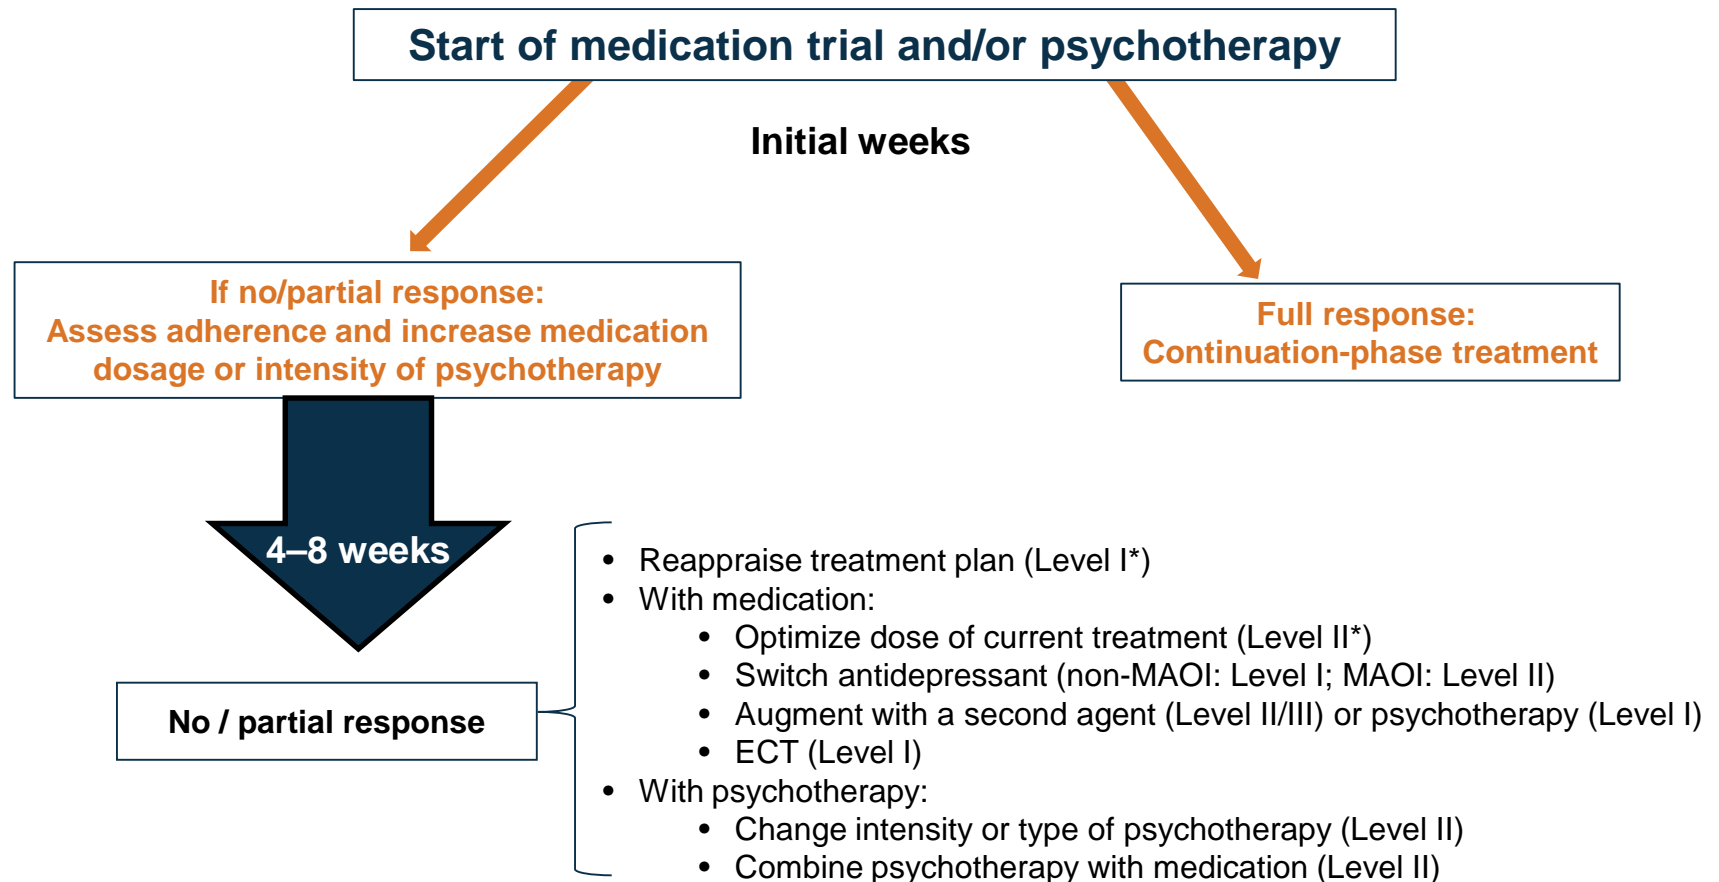 Start of medication trial and/or psychotherapy
Initial weeks
If no/partial response:
Assess adherence and increase medication
dosage or intensity of psychotherapy
Full response:
Continuation-phase treatment
4–8 weeks
No / partial response
• Reappraise treatment plan (Level I*)
• With medication:
• Optimize dose of current treatment (Level II*)
• Switch antidepressant (non-MAOI: Level I; MAOI: Level II)
• Augment with a second agent (Level II/III) or psychotherapy (Level I)
• ECT (Level I)
• With psychotherapy:
• Change intensity or type of psychotherapy (Level II)
• Combine psychotherapy with medication (Level II)